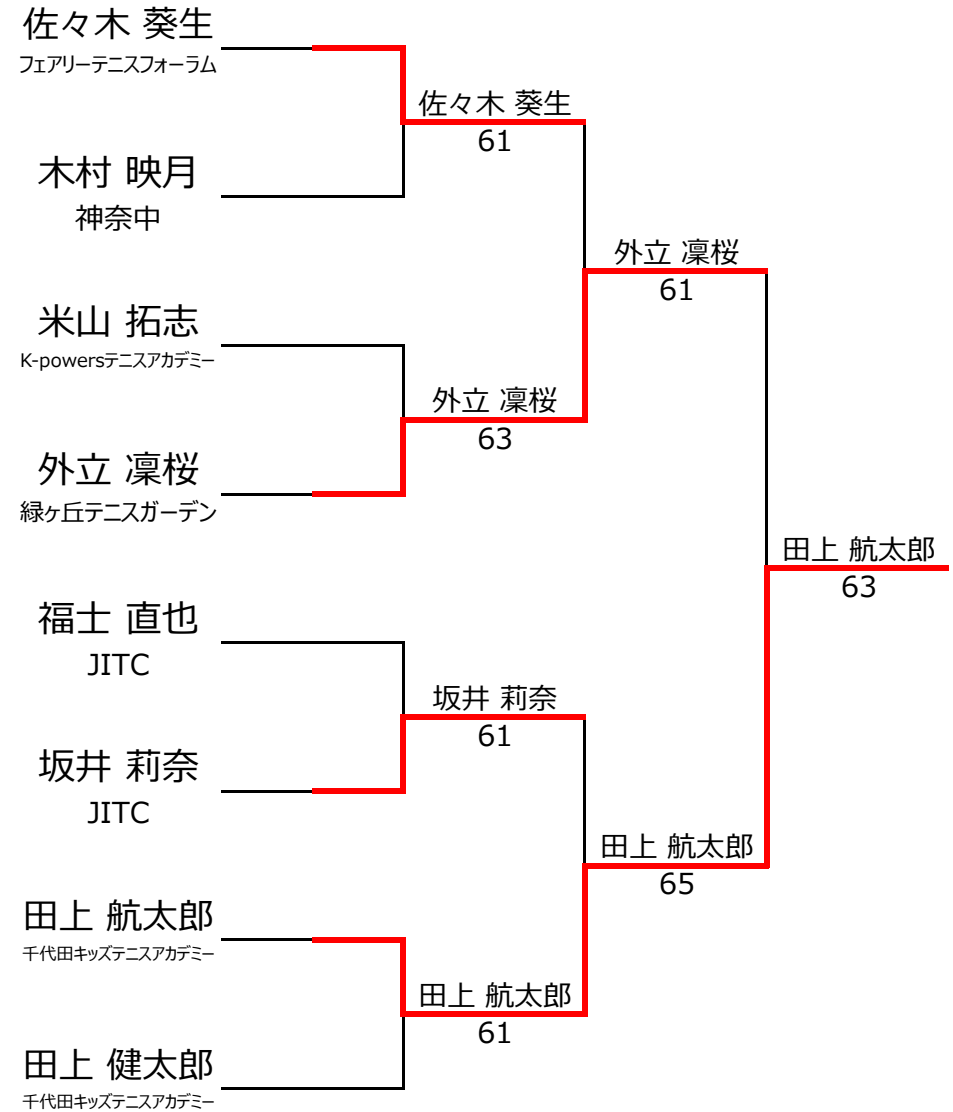 佐々木 葵生
フェアリーテニスフォーラム
佐々木 葵生
61
木村 映月
神奈中
外立 凜桜
61
米山 拓志
K-powersテニスアカデミー
外立 凜桜
63
外立 凜桜
緑ヶ丘テニスガーデン
田上 航太郎
63
福士 直也
JITC
坂井 莉奈
61
坂井 莉奈
JITC
田上 航太郎
65
田上 航太郎
千代田キッズテニスアカデミー
田上 航太郎
61
田上 健太郎
千代田キッズテニスアカデミー